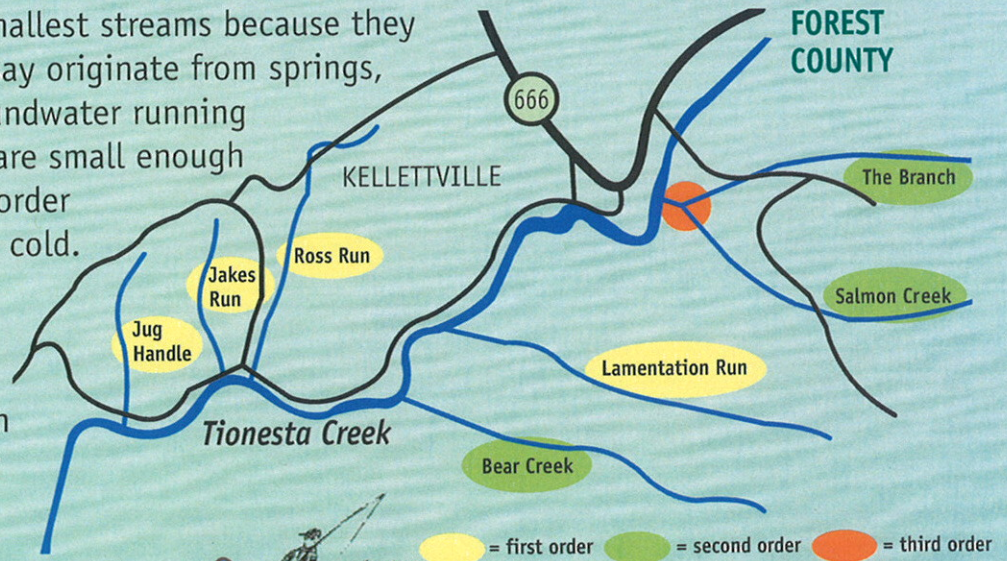 mallest streams because they
ay originate from springs,
ndwater running
are small enough
order
cold.
FOREST
COUNTY
666
KELLETTVILLE
The Branch
Ross Run
Jakes
Run
Salmon Creek
Jug
Handle
Lamentation Run
Tionesta Creek
Bear Creek
= first order
= second order
= third order